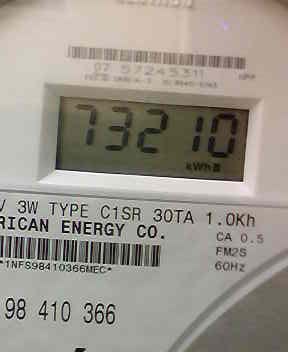 07 57245311
73210
kWh
V 3W TYPE C1SR 30TA 1.0Kh
RICAN ENERGY CO.
CA 0.5
FM2S
60Hz
*1NFS98410366MEC*
98 410 366